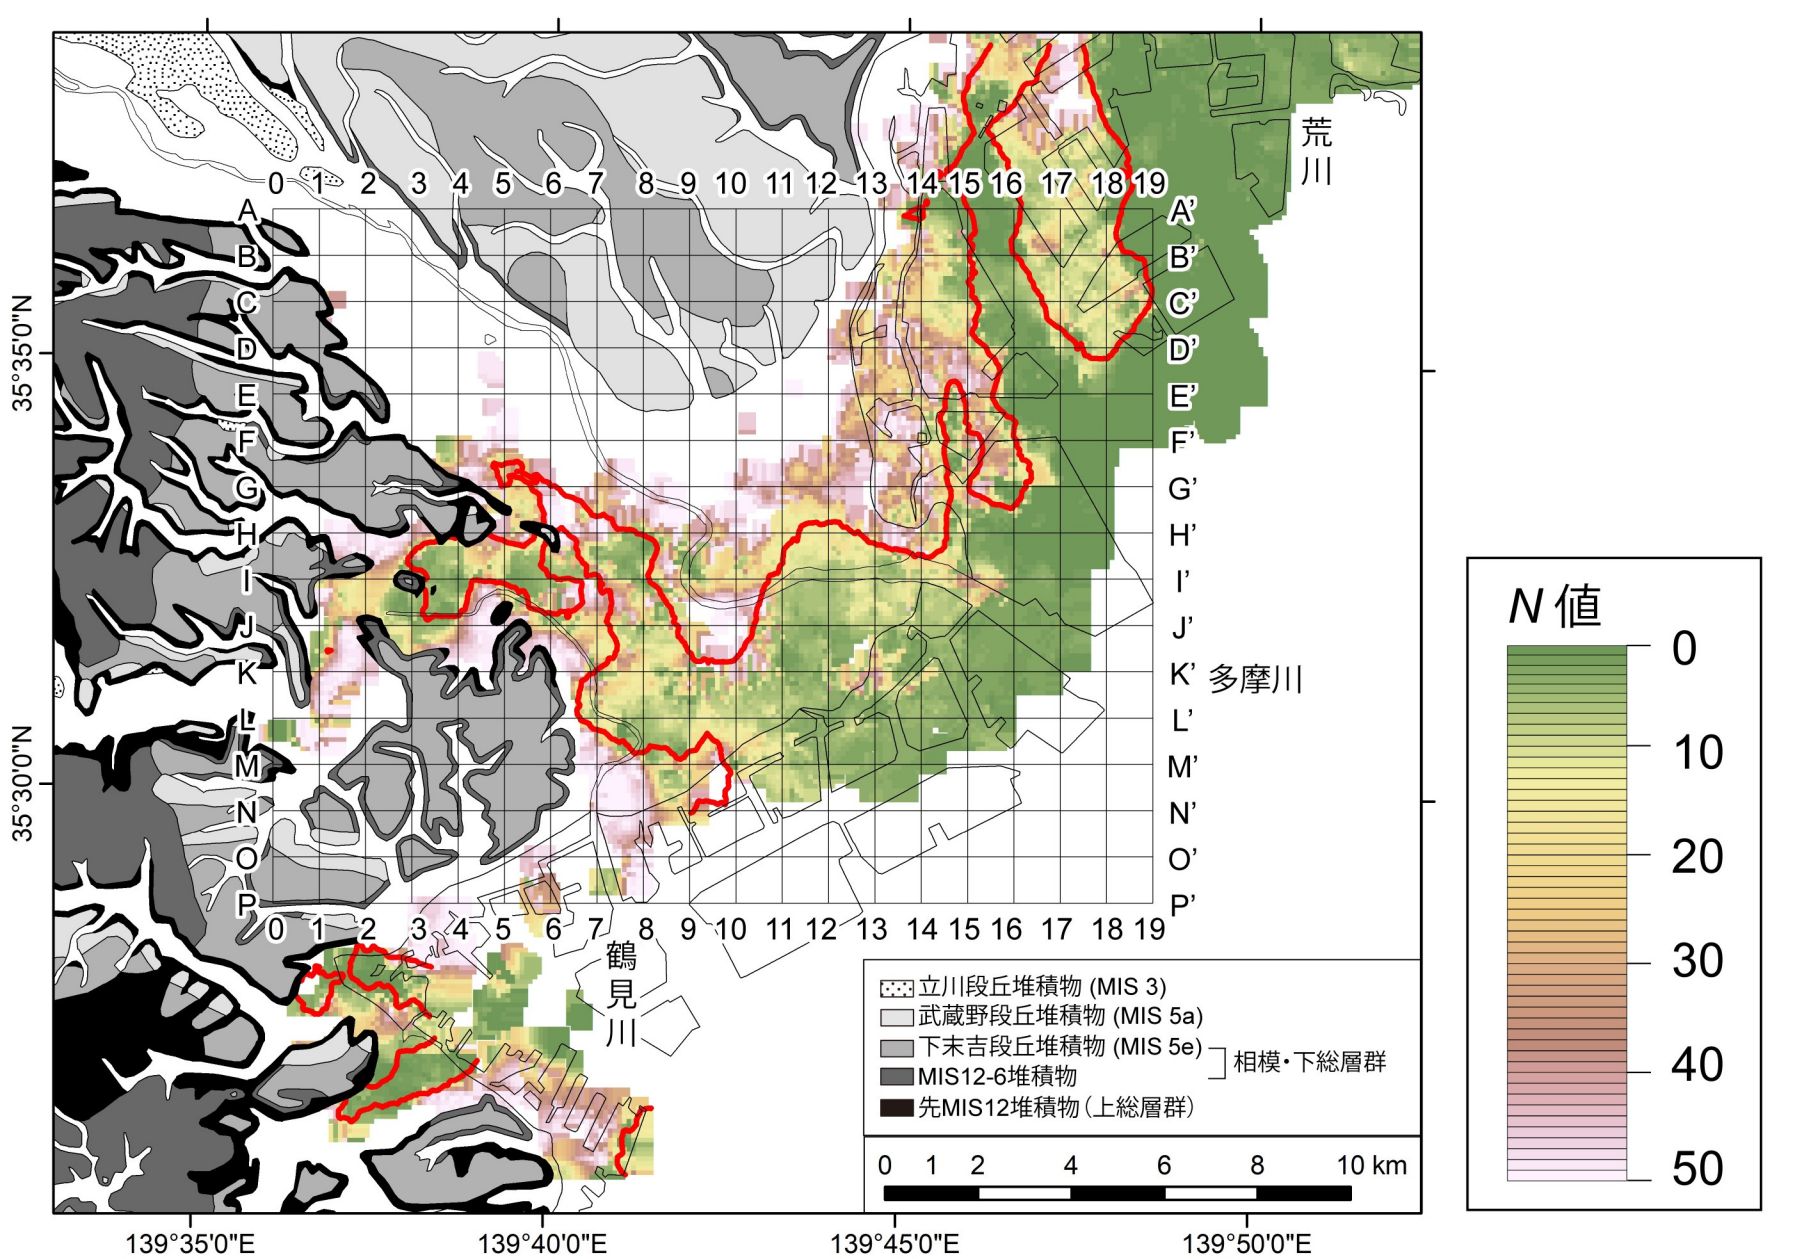 荒
川
0 1 2 3 4 5 6 7 8 9 10 11 12 13 14 15 16 17 18 19
A A'
B B'
C C'
D D'
E E'
F F'
G G'
H H'
I I'
J J'
K K'
L L'
M M'
N N'
O O'
P P'
0 1 2 3 4 5 6 7 8 9 10 11 12 13 14 15 16 17 18 19
多摩川
鶴
見
川
35°35'0"N
35°30'0"N
139°35'0"E 139°40'0"E 139°45'0"E 139°50'0"E
立川段丘堆積物 (MIS 3)
武蔵野段丘堆積物 (MIS 5a)
下末吉段丘堆積物 (MIS 5e)
MIS12-6堆積物
相模・下総層群
先MIS12堆積物（上総層群）
0 1 2 4 6 8 10 km
N 値
0
10
20
30
40
50